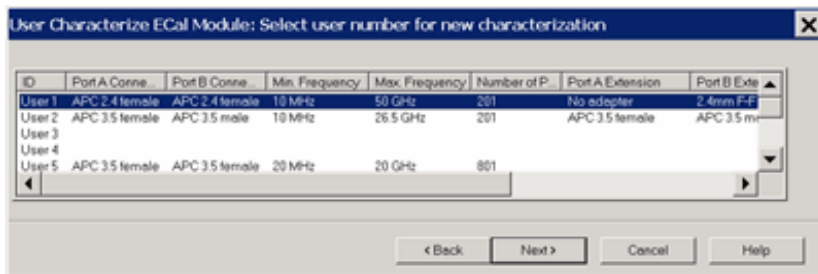 User Characterize ECal Module: Select user number for new characterization
ID Port A Conne... Port B Conne... Min. Frequency Max. Frequency Number of P... Port A Extension Port B Exte
User 1 APC 2.4 female APC 2.4 female 10 MHz 50 GHz 201 No adapter 2.4mm F-F
User 2 APC 3.5 female APC 3.5 male 10 MHz 26.5 GHz 201 APC 3.5 female APC 3.5 m
User 3
User 4
User 5 APC 3.5 female APC 3.5 female 20 MHz 20 GHz 801
< Back Next > Cancel Help